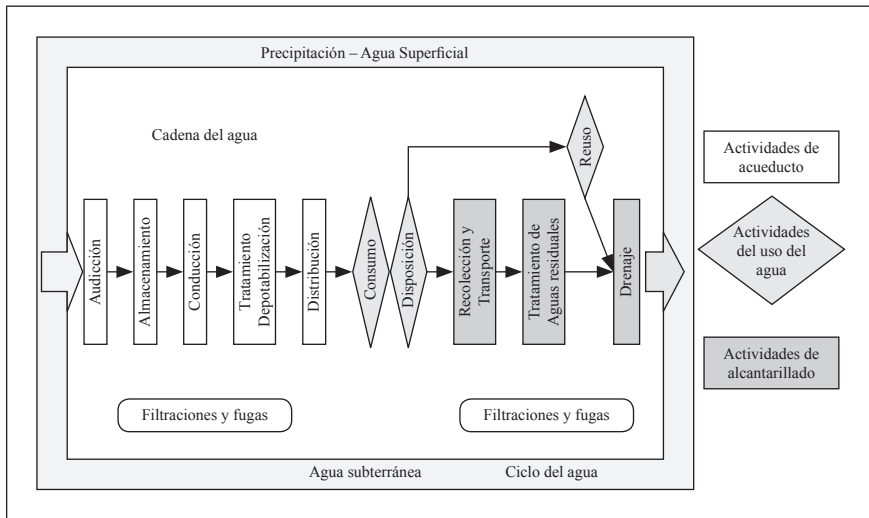 Precipitación – Agua Superficial
Cadena del agua
Audicción
Almacenamiento
Conducción
Tratamiento
Depotabilización
Distribución
Consumo
Disposición
Recolección y
Transporte
Tratamiento de
Aguas residuales
Reuso
Drenaje
Filtraciones y fugas
Filtraciones y fugas
Agua subterránea
Ciclo del agua
Actividades de
acueducto
Actividades
del uso del
agua
Actividades de
alcantarillado